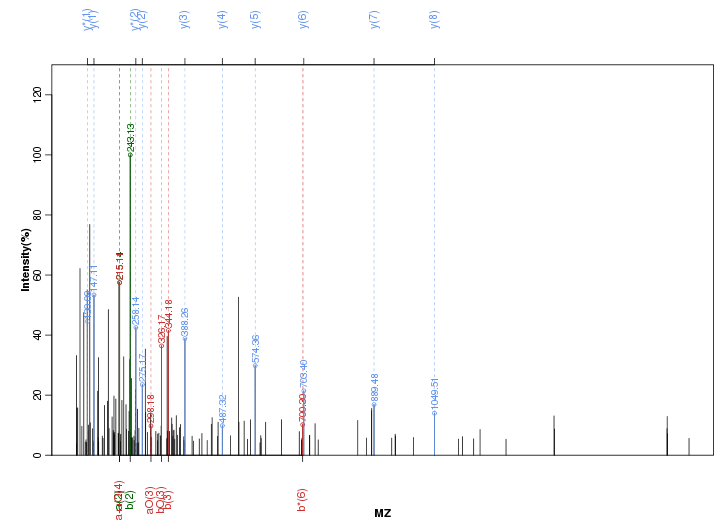 y*(1)
y(1)
y*(2)
y(2)
y(3)
y(4)
y(5)
y(6)
y(7)
y(8)
Intensity(%)
0
20
40
60
80
100
120
147.11
215.14
243.13
258.14
275.17
298.18
326.17
344.18
388.26
487.32
574.36
703.40
700.30
889.48
1049.51
a(2)
b(2)
aO(3)
bO(3)
b(3)
b*(6)
MZ